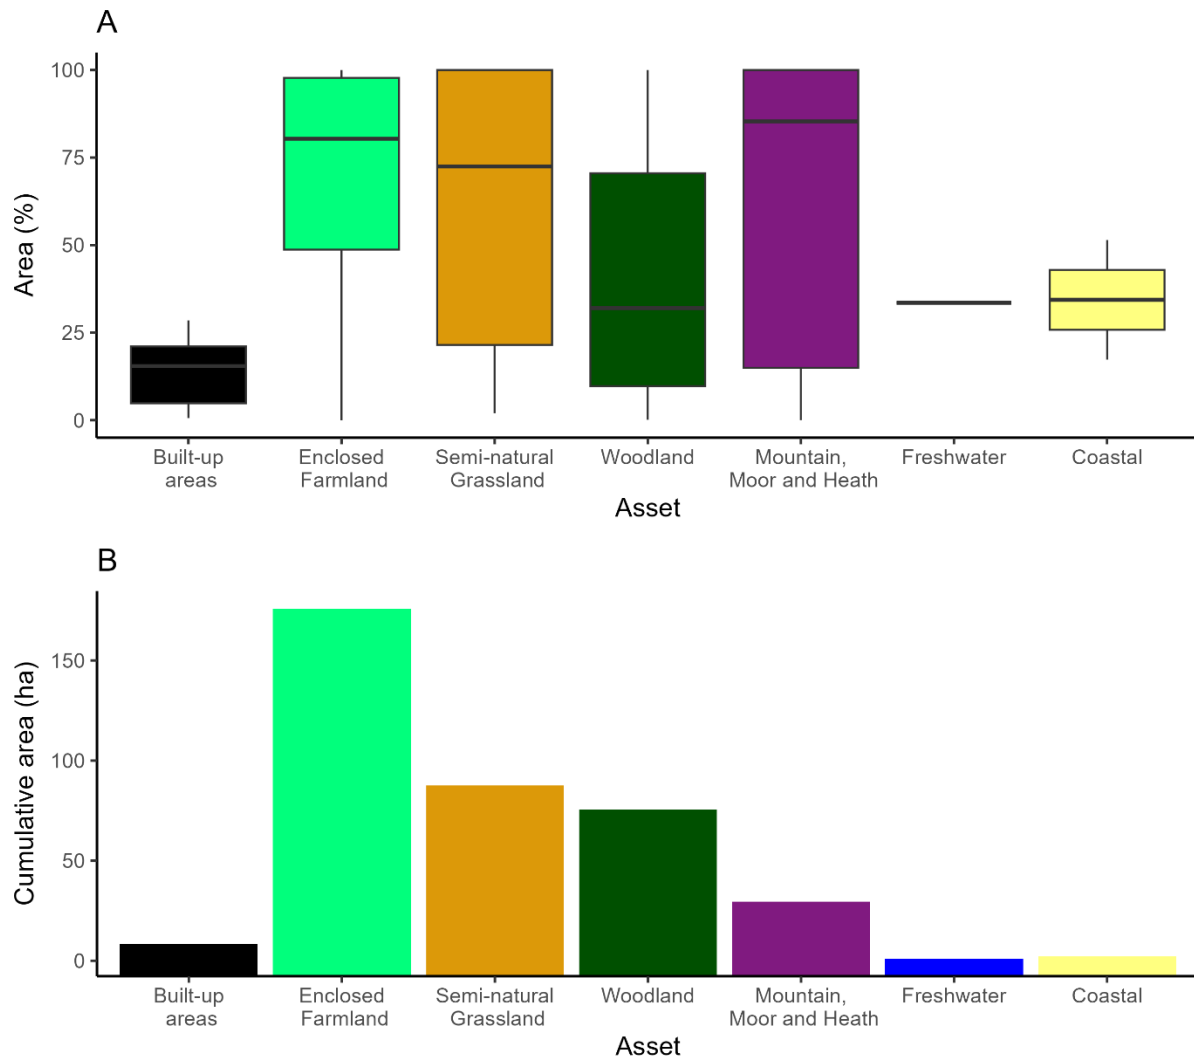 A
100
75
50
25
0
Area (%)
Built-up areas
Enclosed Farmland
Semi-natural Grassland
Woodland
Mountain, Moor and Heath
Freshwater
Coastal
Asset
B
150
100
50
0
Cumulative area (ha)
Built-up areas
Enclosed Farmland
Semi-natural Grassland
Woodland
Mountain, Moor and Heath
Freshwater
Coastal
Asset